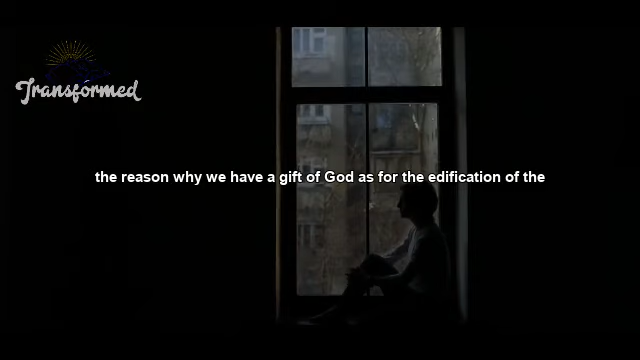 Transformed
the reason why we have a gift of God as for the edification of the